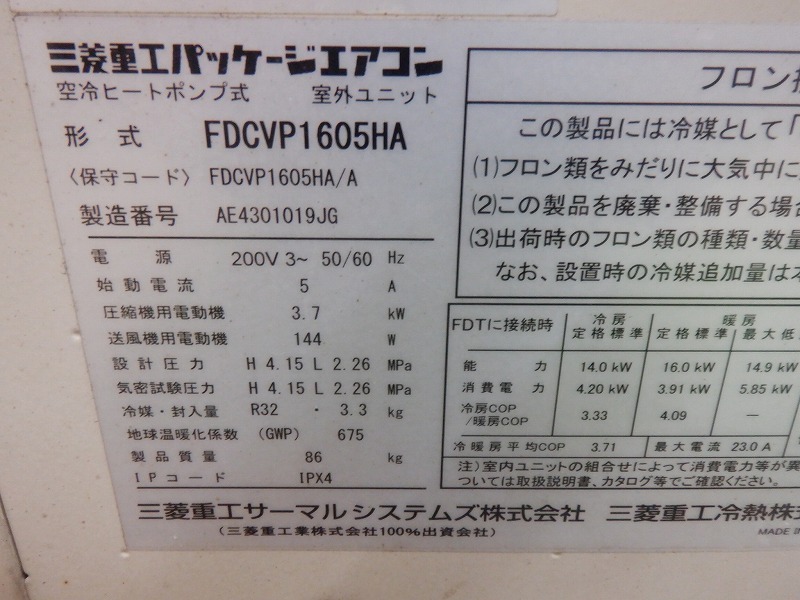 三菱重工パッケージエアコン
空冷ヒートポンプ式 室外ユニット
形 式 FDCVP1605HA
〈保守コード〉 FDCVP1605HA/A
製造番号 AE4301019JG
電 源 200V 3~ 50/60 Hz
始動電流 5 A
圧縮機用電動機 3.7 kW
送風機用電動機 144 W
設計圧力 H 4.15 L 2.26 MPa
気密試験圧力 H 4.15 L 2.26 MPa
冷媒・封入量 R32 ・ 3.3 kg
地球温暖化係数 (GWP) 675
製品質量 86 kg
IPコード IPX4
フロン
この製品には冷媒として「
(1)フロン類をみだりに大気中に
(2)この製品を廃棄・整備する場合
(3)出荷時のフロン類の種類・数量
なお、設置時の冷媒追加量は本
FDTに接続時 冷房 暖房
定格標準 定格標準 最大低
能 力 14.0 kW 16.0 kW 14.9 kW
消費電力 4.20 kW 3.91 kW 5.85 kW
冷房COP
/暖房COP 3.33 4.09 —
冷暖房平均COP 3.71 最大電流 23.0 A
注)室内ユニットの組合せによって消費電力等が異
ついては取扱説明書、カタログ等でご確認ください。
三菱重工サーマルシステムズ株式会社 三菱重工冷熱株式
(三菱重工業株式会社100%出資会社)
MADE IN